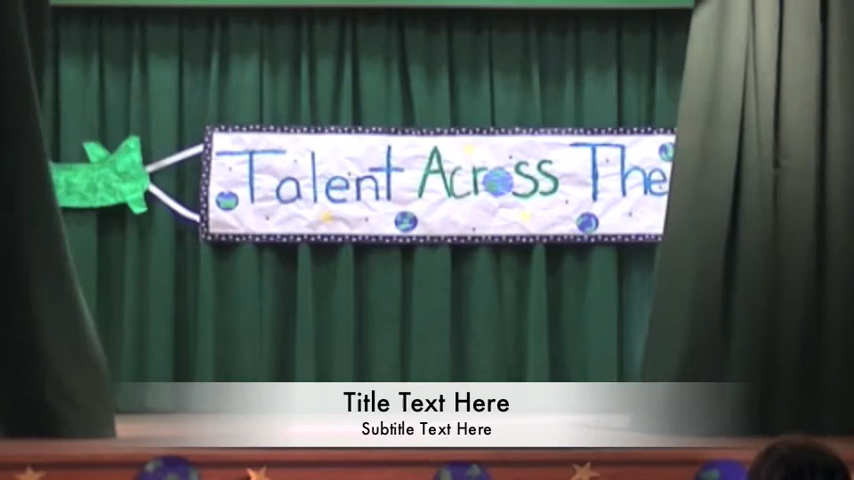 Talent Across The
Title Text Here
Subtitle Text Here